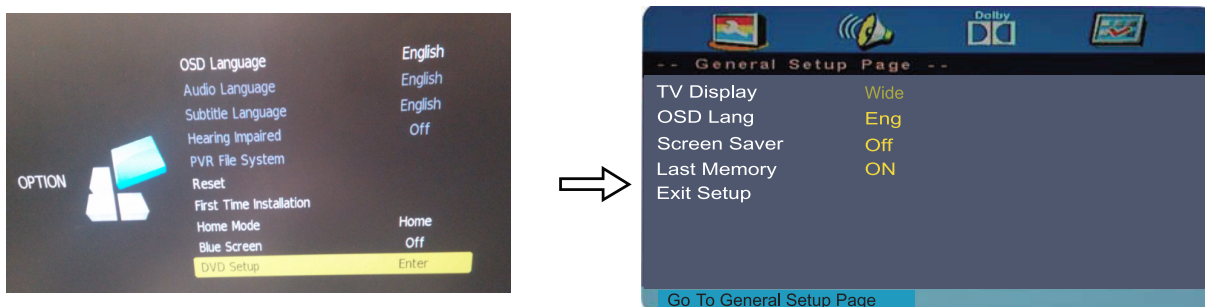 OPTION
OSD Language English
Audio Language English
Subtitle Language English
Hearing Impaired Off
PVR File System
Reset
First Time Installation
Home Mode Home
Blue Screen Off
DVD Setup Enter
Dolby
-- General Setup Page --
TV Display Wide
OSD Lang Eng
Screen Saver Off
Last Memory ON
Exit Setup
Go To General Setup Page